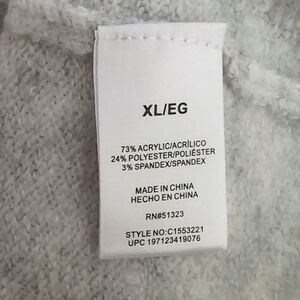 XL/EG
73% ACRYLIC/ACRÍLICO
24% POLYESTER/POLIÉSTER
3% SPANDEX/SPANDEX
MADE IN CHINA
HECHO EN CHINA
RN#51323
STYLE NO:C1553221
UPC 197123419076